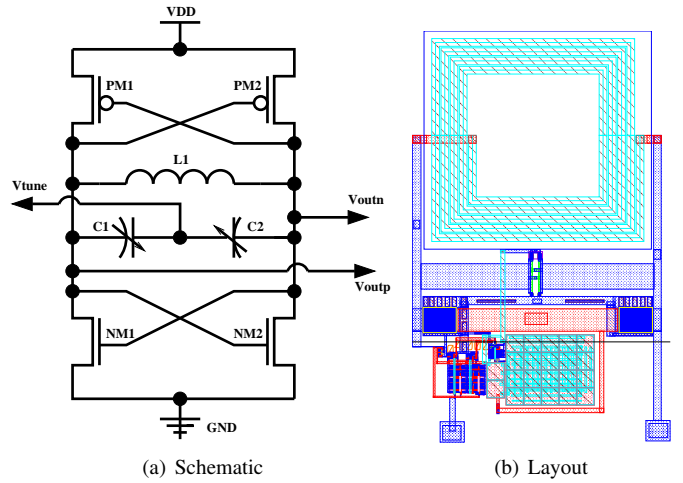 VDD
PM1
PM2
L1
Vtune
Voutn
C1
C2
Voutp
NM1
NM2
GND
(a) Schematic
(b) Layout